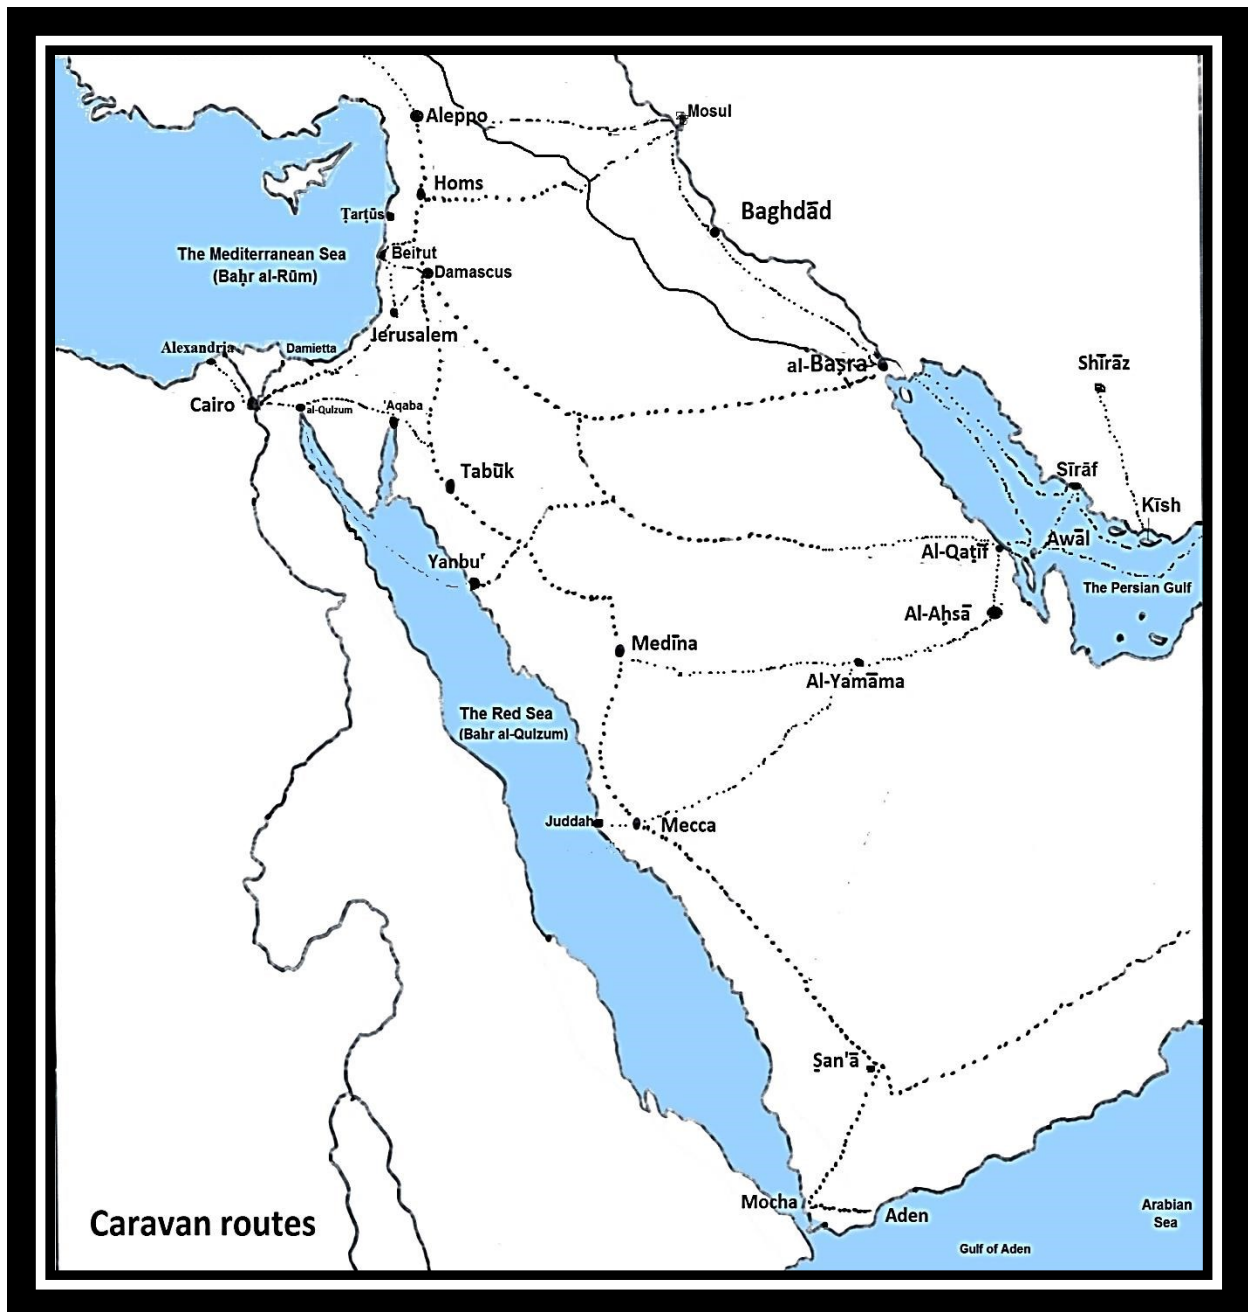 Aleppo
Mosul
Homs
Ṭarṭūs
Baghdād
The Mediterranean Sea
(Baḥr al-Rūm)
Beirut
Damascus
Jerusalem
Alexandria
Damietta
al-Baṣra
Shīrāz
Cairo
al-Qulzum
'Aqaba
Tabūk
Sīrāf
Kīsh
Yanbuʿ
Al-Qaṭīf
Awāl
The Persian Gulf
Al-Aḥsā
Medīna
Al-Yamāma
The Red Sea
(Baḥr al-Qulzum)
Juddah
Mecca
Ṣan'ā
Mocha
Aden
Arabian
Sea
Caravan routes
Gulf of Aden